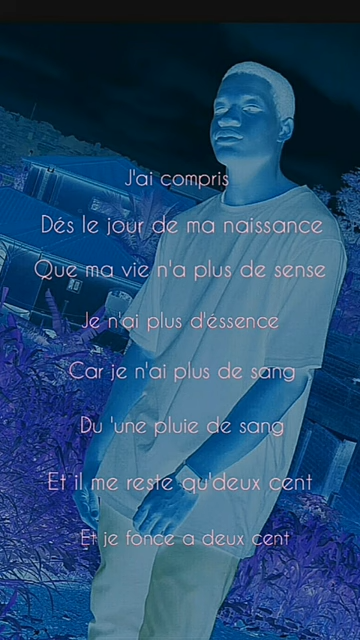 J'ai compris
Dés le jour de ma naissance
Que ma vie n'a plus de sense
Je n'ai plus d'éssence
Car je n'ai plus de sang
Du 'une pluie de sang
Et il me reste qu'deux cent
Et je fonce a deux cent